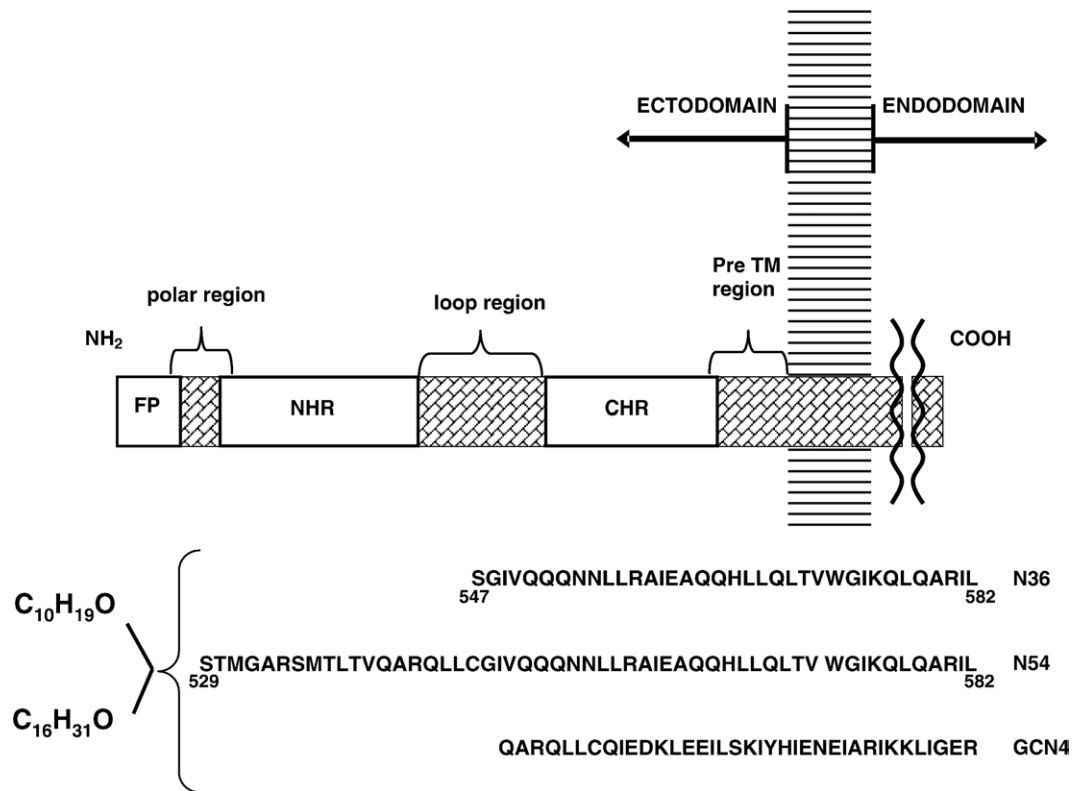 ECTODOMAIN ENDODOMAIN
Pre TM
region
polar region loop region
NH₂ COOH
FP NHR CHR
SGIVQQQNNLLRAIEAQQHLLQLTVWGIKQLQARIL N36
547 582
C₁₀H₁₉O
STMGARSMTLTVQARQLLCGIVQQQNNLLRAIEAQQHLLQLTV WGIKQLQARIL N54
529 582
C₁₆H₃₁O
QARQLLCQIEDKLEEILSKIYHIENEIARIKKLIGER GCN4